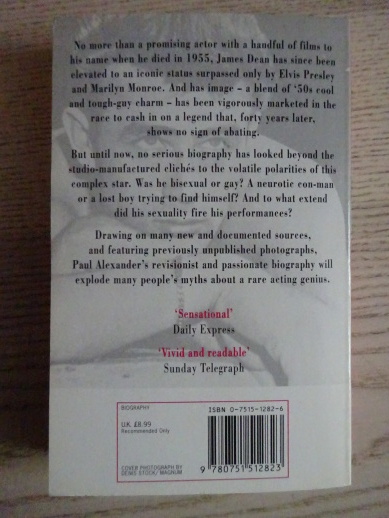 No more than a promising actor with a handful of films to
his name when he died in 1955, James Dean has since been
elevated to an iconic status surpassed only by Elvis Presley
and Marilyn Monroe. And has image – a blend of '50s cool
and tough-guy charm – has been vigorously marketed in the
race to cash in on a legend that, forty years later,
shows no sign of abating.
But until now, no serious biography has looked beyond the
studio-manufactured clichés to the volatile polarities of this
complex star. Was he bisexual or gay? A neurotic con-man
or a lost boy trying to find himself? And to what extend
did his sexuality fire his performances?
Drawing on many new and documented sources,
and featuring previously unpublished photographs,
Paul Alexander's revisionist and passionate biography will
explode many people's myths about a rare acting genius.
'Sensational'
Daily Express
'Vivid and readable'
Sunday Telegraph
BIOGRAPHY
U.K. £8.99
Recommended Only
COVER PHOTOGRAPH BY
DENIS STOCK/ MAGNUM
ISBN 0-7515-1282-6
9 780751 512823